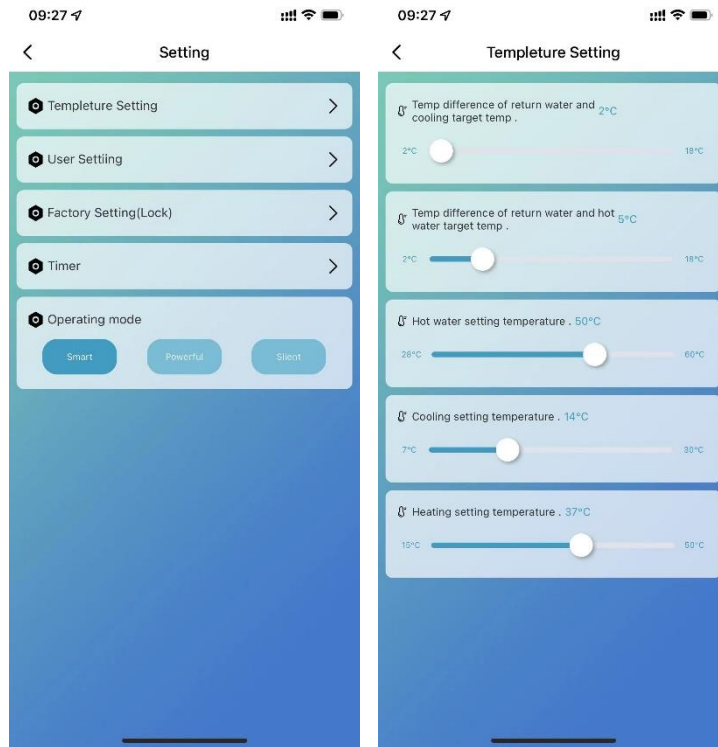 09:27
Setting
Templeture Setting
User Settiing
Factory Setting(Lock)
Timer
Operating mode
Smart
Powerful
Silent
09:27
Templeture Setting
Temp difference of return water and
cooling target temp . 2°C
2°C 18°C
Temp difference of return water and hot
water target temp . 5°C
2°C 18°C
Hot water setting temperature . 50°C
28°C 60°C
Cooling setting temperature . 14°C
7°C 30°C
Heating setting temperature . 37°C
15°C 50°C